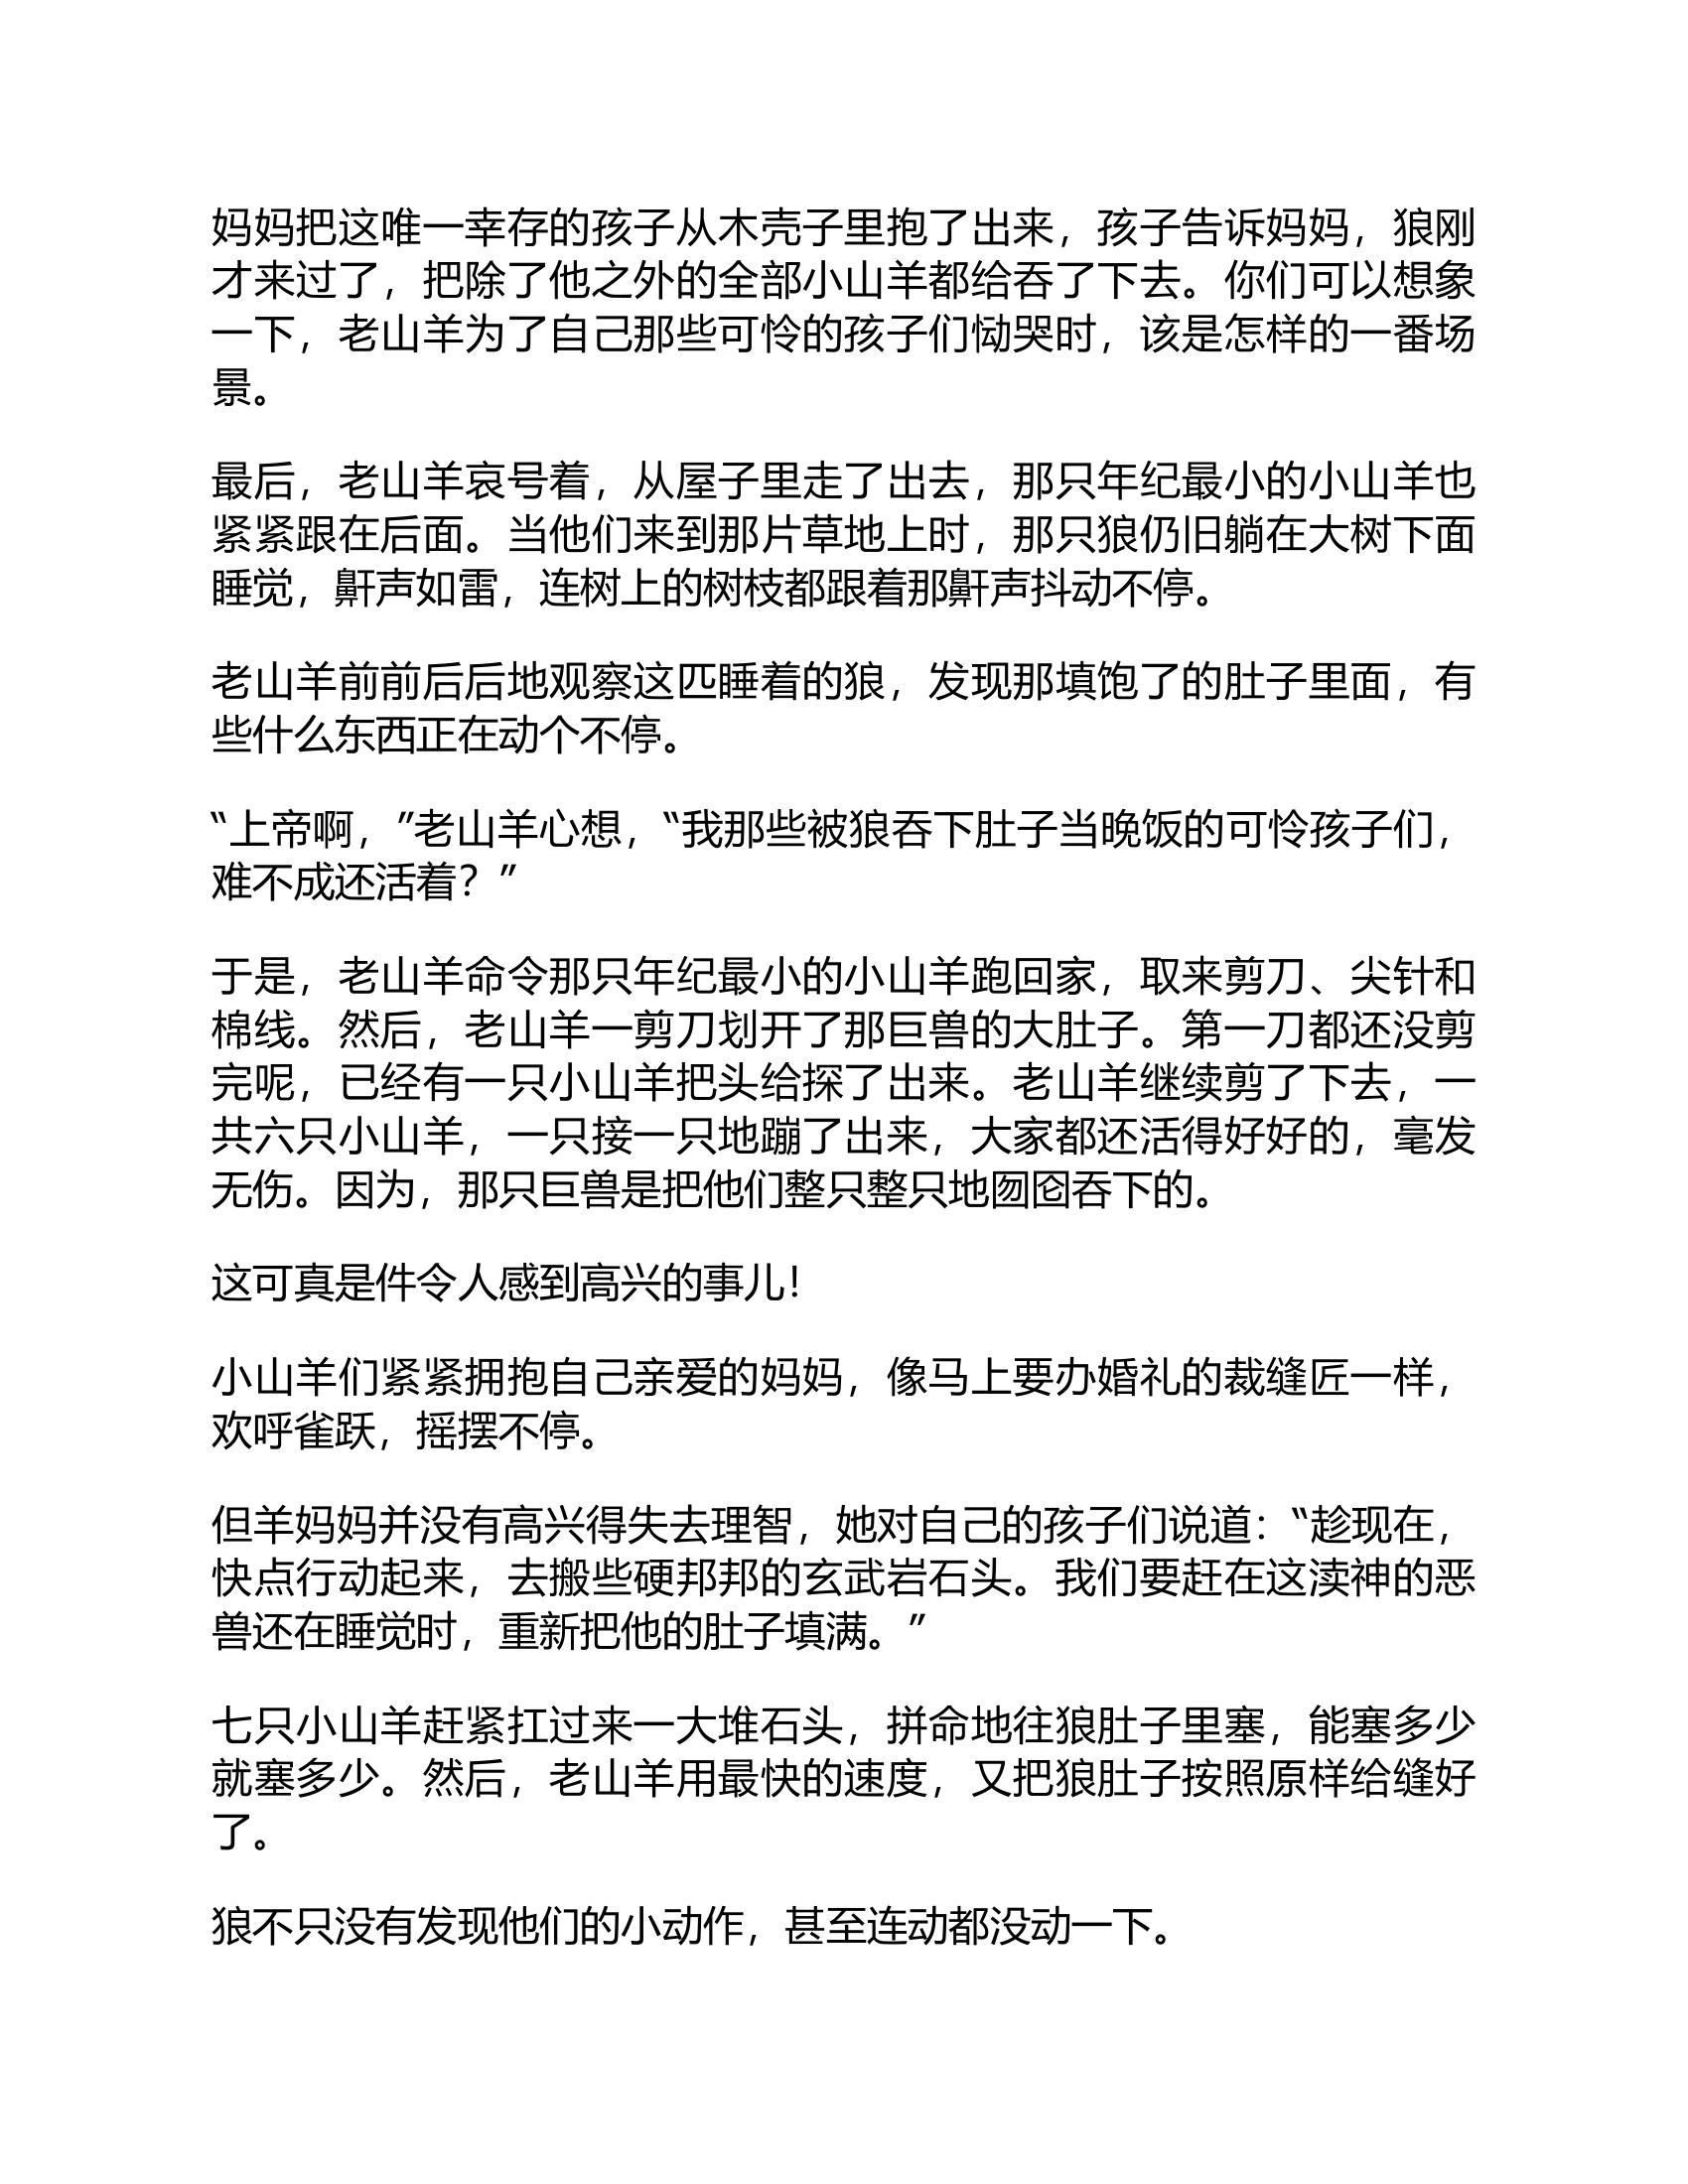 妈妈把这唯一幸存的孩子从木壳子里抱了出来，孩子告诉妈妈，狼刚
才来过了，把除了他之外的全部小山羊都给吞了下去。你们可以想象
一下，老山羊为了自己那些可怜的孩子们恸哭时，该是怎样的一番场
景。
最后，老山羊哀号着，从屋子里走了出去，那只年纪最小的小山羊也
紧紧跟在后面。当他们来到那片草地上时，那只狼仍旧躺在大树下面
睡觉，鼾声如雷，连树上的树枝都跟着那鼾声抖动不停。
老山羊前前后后地观察这匹睡着的狼，发现那填饱了的肚子里面，有
些什么东西正在动个不停。
“上帝啊，”老山羊心想，“我那些被狼吞下肚子当晚饭的可怜孩子们，
难不成还活着？”
于是，老山羊命令那只年纪最小的小山羊跑回家，取来剪刀、尖针和
棉线。然后，老山羊一剪刀划开了那巨兽的大肚子。第一刀都还没剪
完呢，已经有一只小山羊把头给探了出来。老山羊继续剪了下去，一
共六只小山羊，一只接一只地蹦了出来，大家都还活得好好的，毫发
无伤。因为，那只巨兽是把他们整只整只地囫囵吞下的。
这可真是件令人感到高兴的事儿！
小山羊们紧紧拥抱自己亲爱的妈妈，像马上要办婚礼的裁缝匠一样，
欢呼雀跃，摇摆不停。
但羊妈妈并没有高兴得失去理智，她对自己的孩子们说道：“趁现在，
快点行动起来，去搬些硬邦邦的玄武岩石头。我们要赶在这渎神的恶
兽还在睡觉时，重新把他的肚子填满。”
七只小山羊赶紧扛过来一大堆石头，拼命地往狼肚子里塞，能塞多少
就塞多少。然后，老山羊用最快的速度，又把狼肚子按照原样给缝好
了。
狼不只没有发现他们的小动作，甚至连动都没动一下。